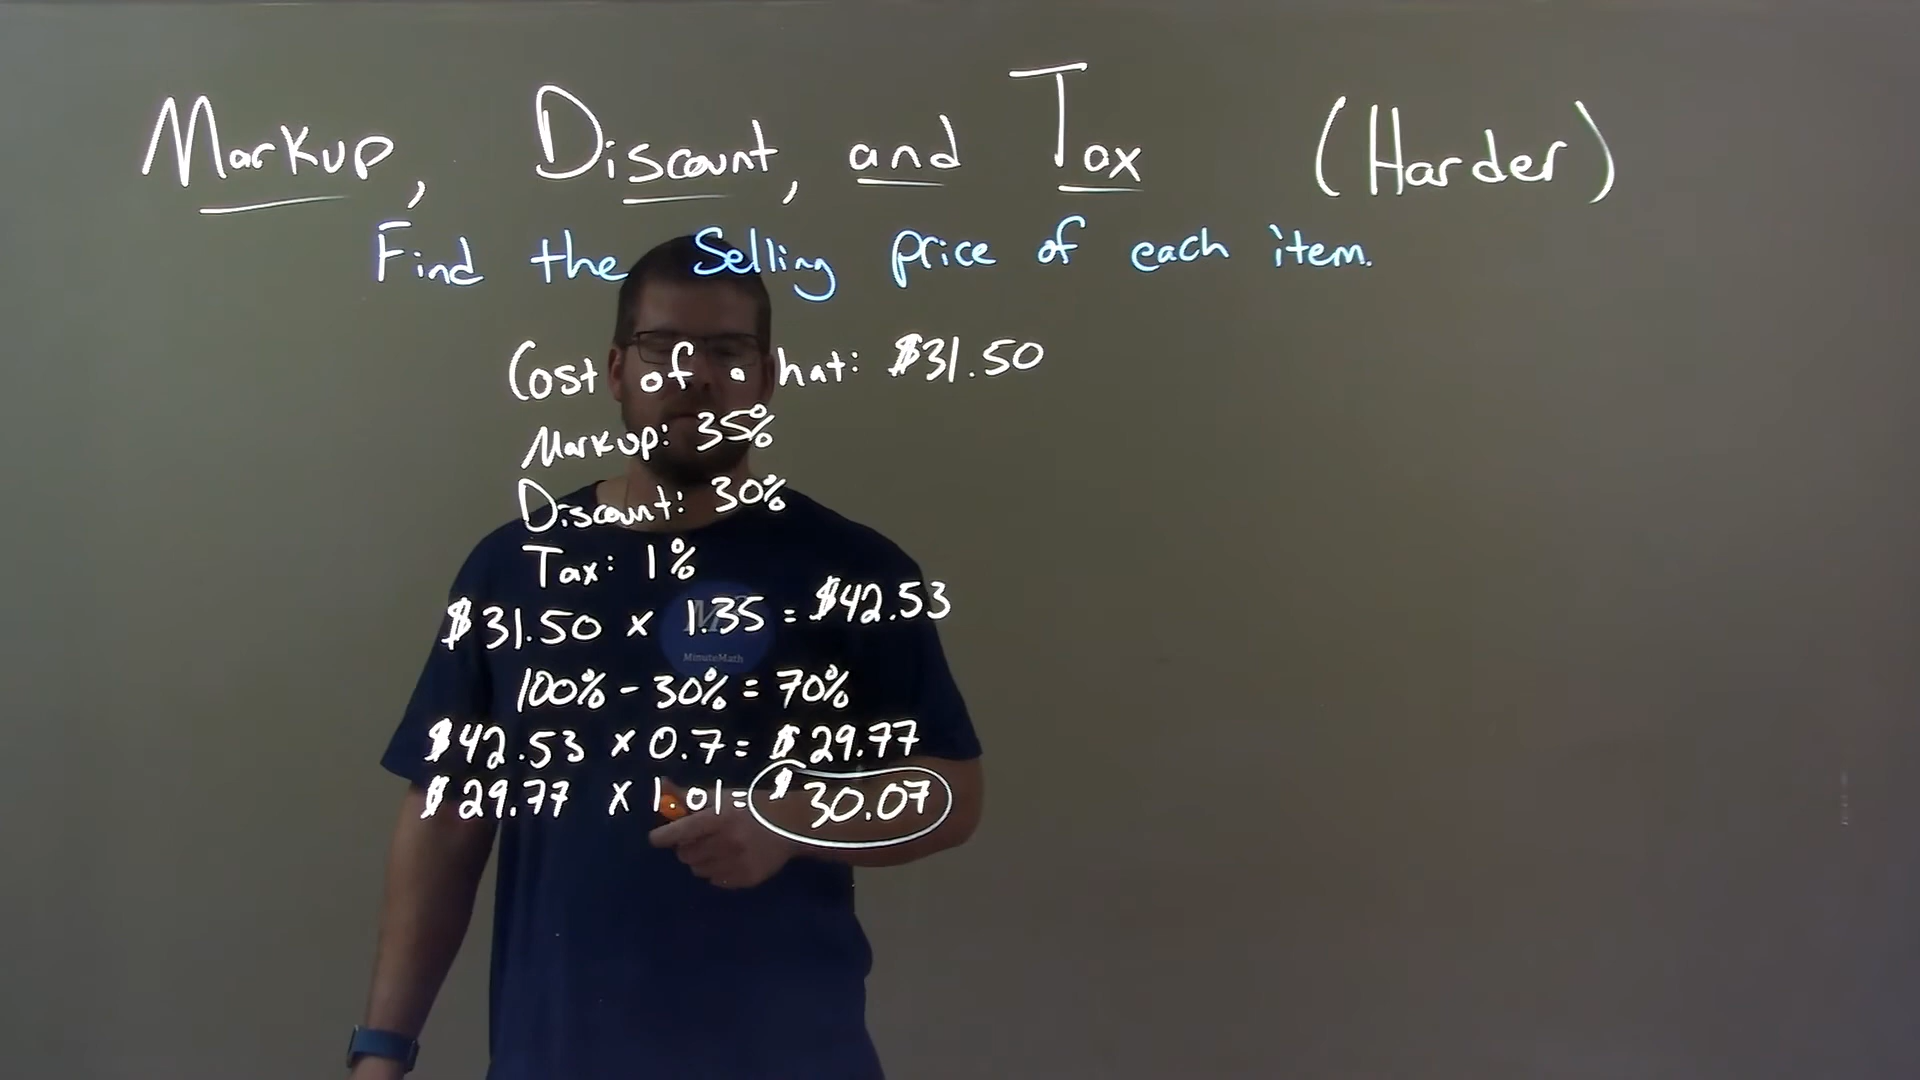 Markup, Discount, and Tax (Harder)
Find the Selling price of each item.
Cost of a hat: $31.50
Markup: 35%
Discount: 30%
Tax: 1%
$31.50 x 1.35 = $42.53
100% - 30% = 70%
$42.53 x 0.7 = $29.77
$29.77 x 1.01 = $30.07
MinuteMath